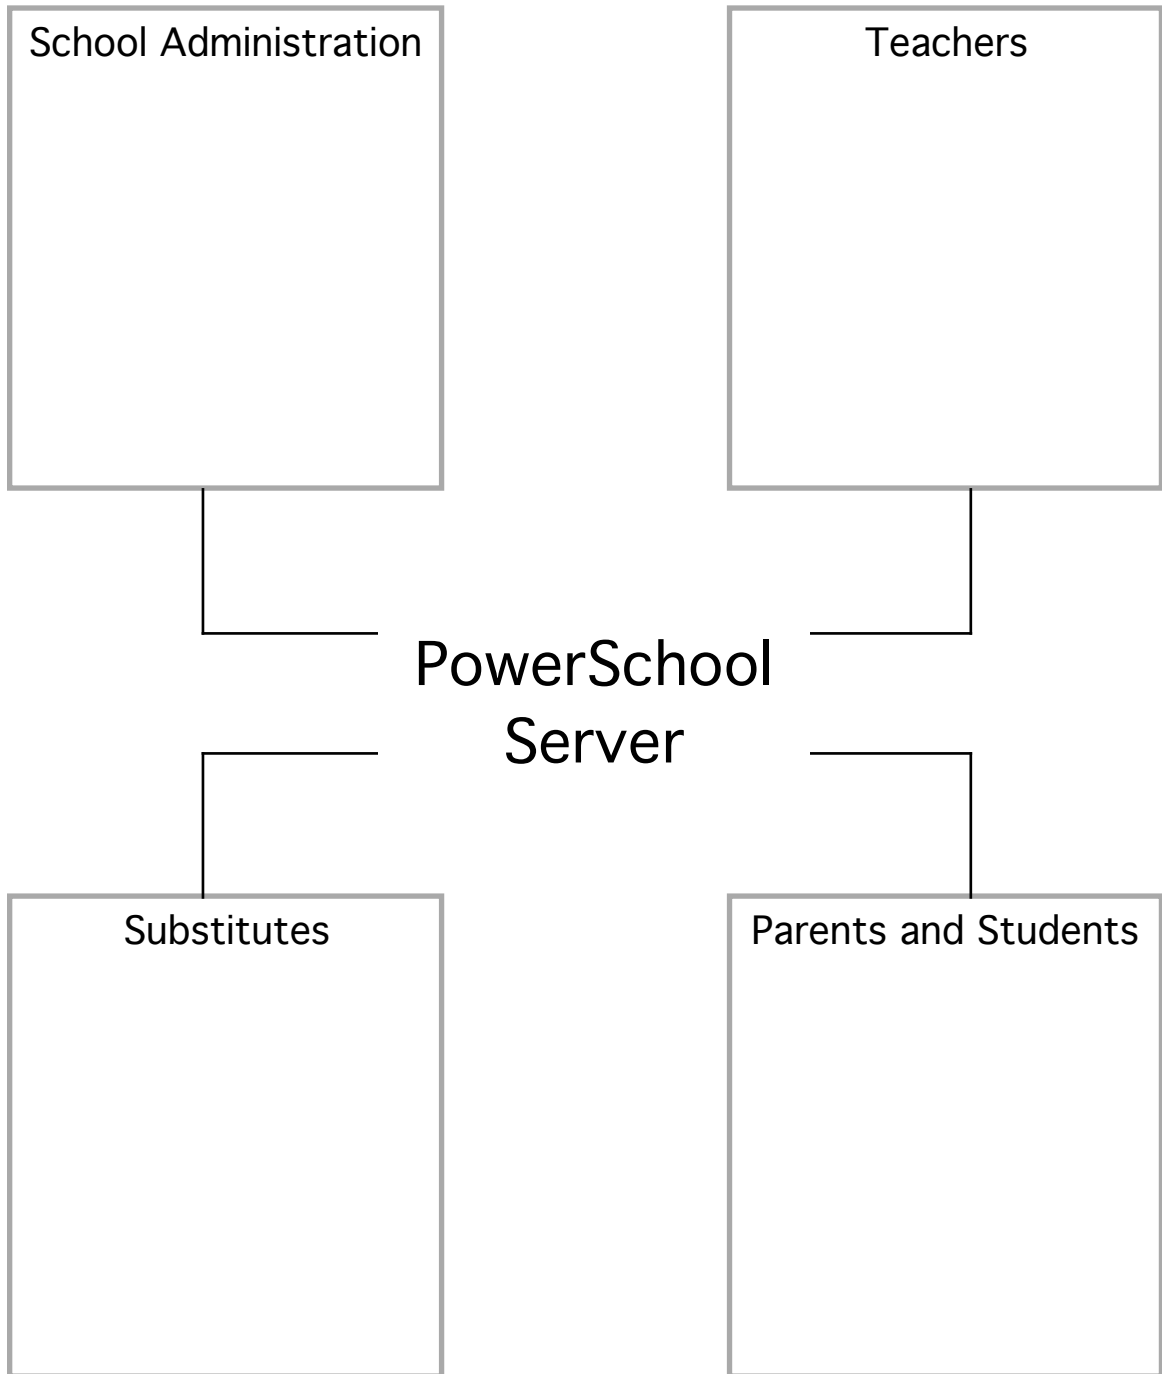 School Administration
Teachers
PowerSchool
Server
Substitutes
Parents and Students